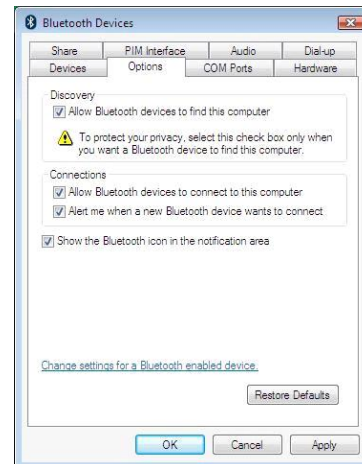 Bluetooth Devices
Share PIM Interface Audio Dial-up
Devices Options COM Ports Hardware
Discovery
Allow Bluetooth devices to find this computer
To protect your privacy, select this check box only when
you want a Bluetooth device to find this computer.
Connections
Allow Bluetooth devices to connect to this computer
Alert me when a new Bluetooth device wants to connect
Show the Bluetooth icon in the notification area
Change settings for a Bluetooth enabled device.
Restore Defaults
OK Cancel Apply